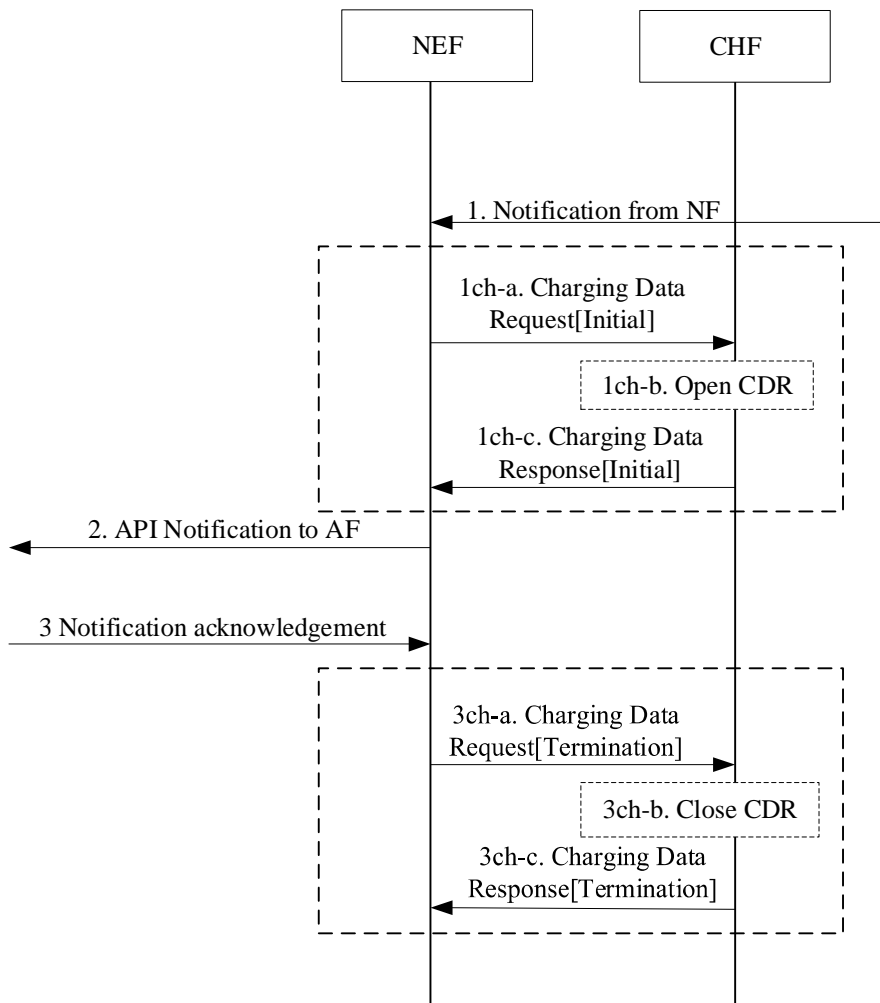 NEF
CHF
1. Notification from NF
1ch-a. Charging Data
Request[Initial]
1ch-b. Open CDR
1ch-c. Charging Data
Response[Initial]
2. API Notification to AF
3 Notification acknowledgement
3ch-a. Charging Data
Request[Termination]
3ch-b. Close CDR
3ch-c. Charging Data
Response[Termination]